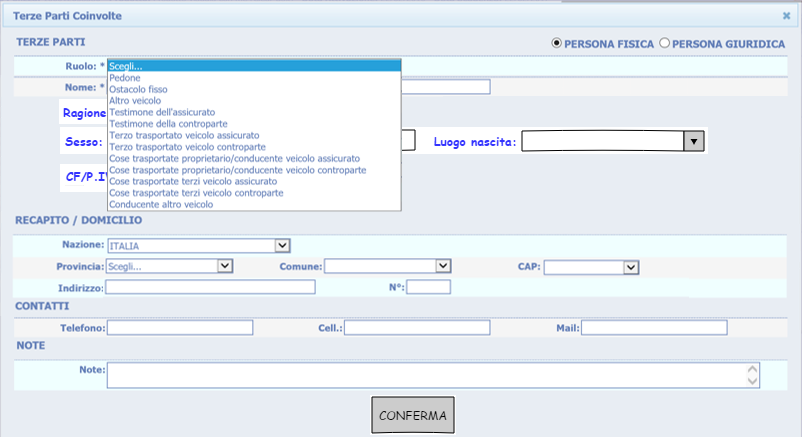 Terze Parti Coinvolte
TERZE PARTI
PERSONA FISICA PERSONA GIURIDICA
Ruolo: * Scegli...
Pedone
Nome: *
Ostacolo fisso
Altro veicolo
Ragione
Testimone dell'assicurato
Testimone della controparte
Terzo trasportato veicolo assicurato
Sesso:
Luogo nascita:
Terzo trasportato veicolo controparte
Cose trasportate proprietario/conducente veicolo assicurato
Cose trasportate proprietario/conducente veicolo controparte
CF/P.I
Cose trasportate terzi veicolo assicurato
Cose trasportate terzi veicolo controparte
Conducente altro veicolo
RECAPITO / DOMICILIO
Nazione: ITALIA
Provincia: Scegli... Comune: CAP:
Indirizzo: N°:
CONTATTI
Telefono: Cell.: Mail:
NOTE
Note:
CONFERMA